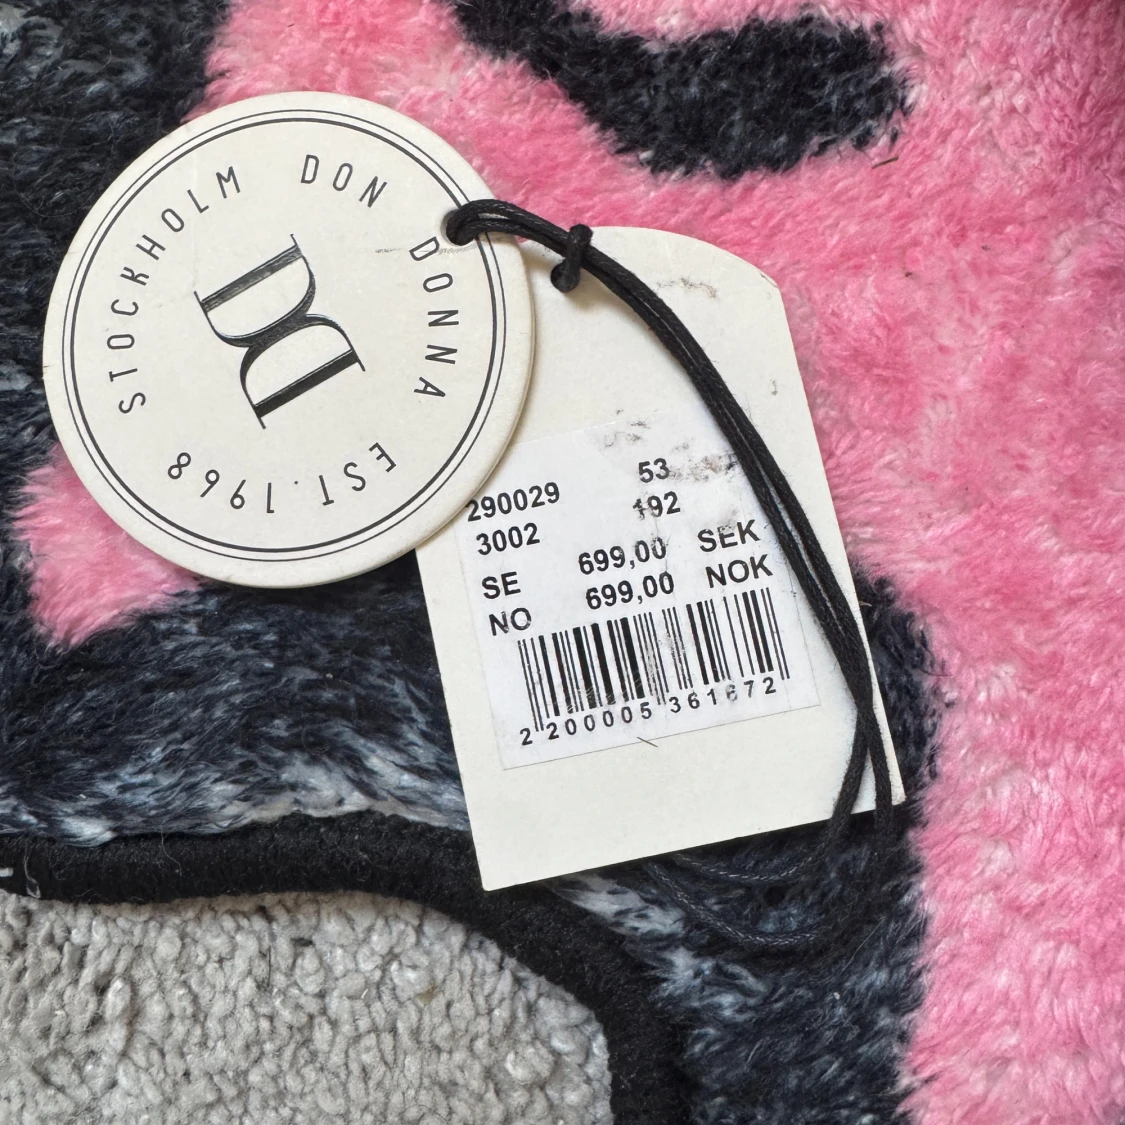 STOCKHOLM DON DONNA
EST. 1968
DD
53
290029 192
3002
SE 699,00 SEK
NO 699,00 NOK
2 200005 361672